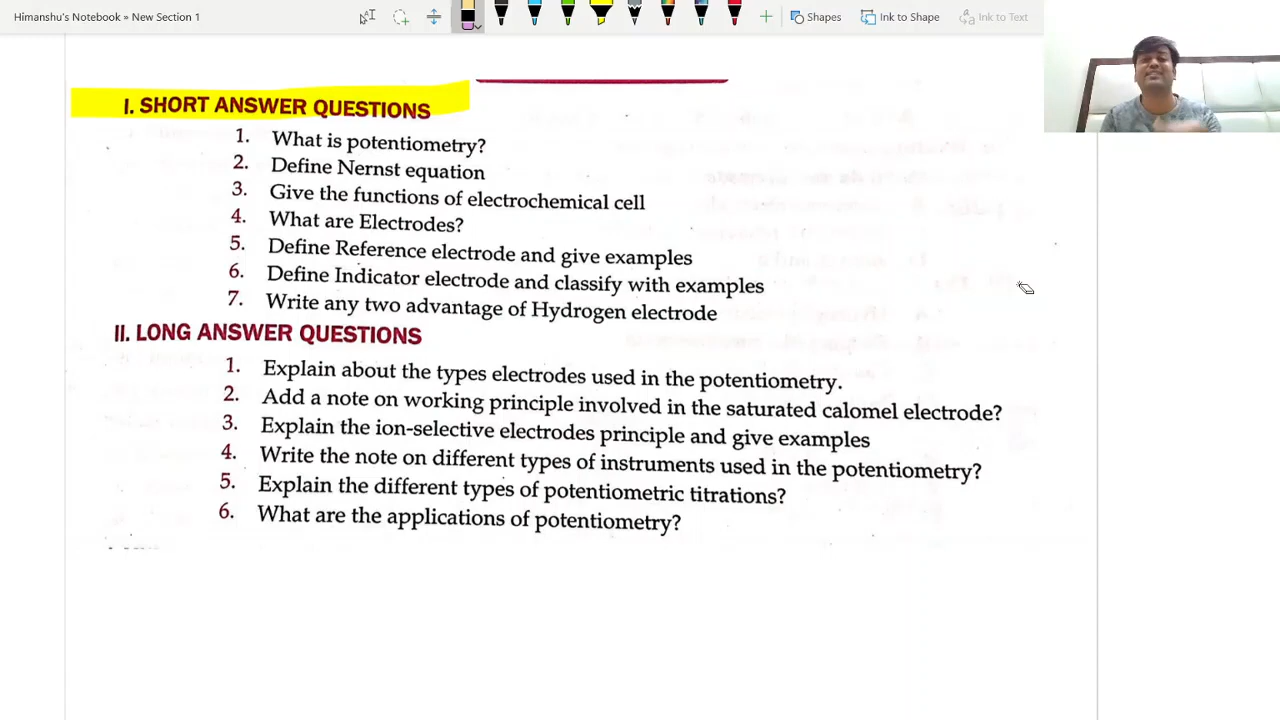 Himanshu's Notebook » New Section 1
Shapes
Ink to Shape
Ink to Text
I. SHORT ANSWER QUESTIONS
1. What is potentiometry?
2. Define Nernst equation
3. Give the functions of electrochemical cell
4. What are Electrodes?
5. Define Reference electrode and give examples
6. Define Indicator electrode and classify with examples
7. Write any two advantage of Hydrogen electrode
II. LONG ANSWER QUESTIONS
1. Explain about the types electrodes used in the potentiometry.
2. Add a note on working principle involved in the saturated calomel electrode?
3. Explain the ion-selective electrodes principle and give examples
4. Write the note on different types of instruments used in the potentiometry?
5. Explain the different types of potentiometric titrations?
6. What are the applications of potentiometry?